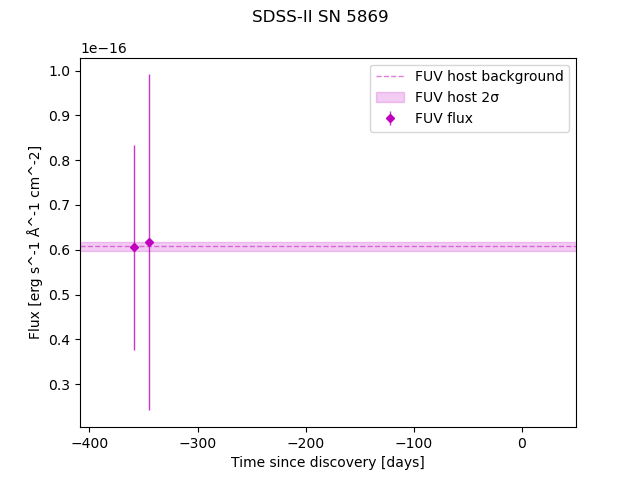 SDSS-II SN 5869
1e−16
FUV host background
FUV host 2σ
FUV flux
1.0
0.9
0.8
0.7
0.6
0.5
0.4
0.3
Flux [erg s^-1 Å^-1 cm^-2]
−400 −300 −200 −100 0
Time since discovery [days]